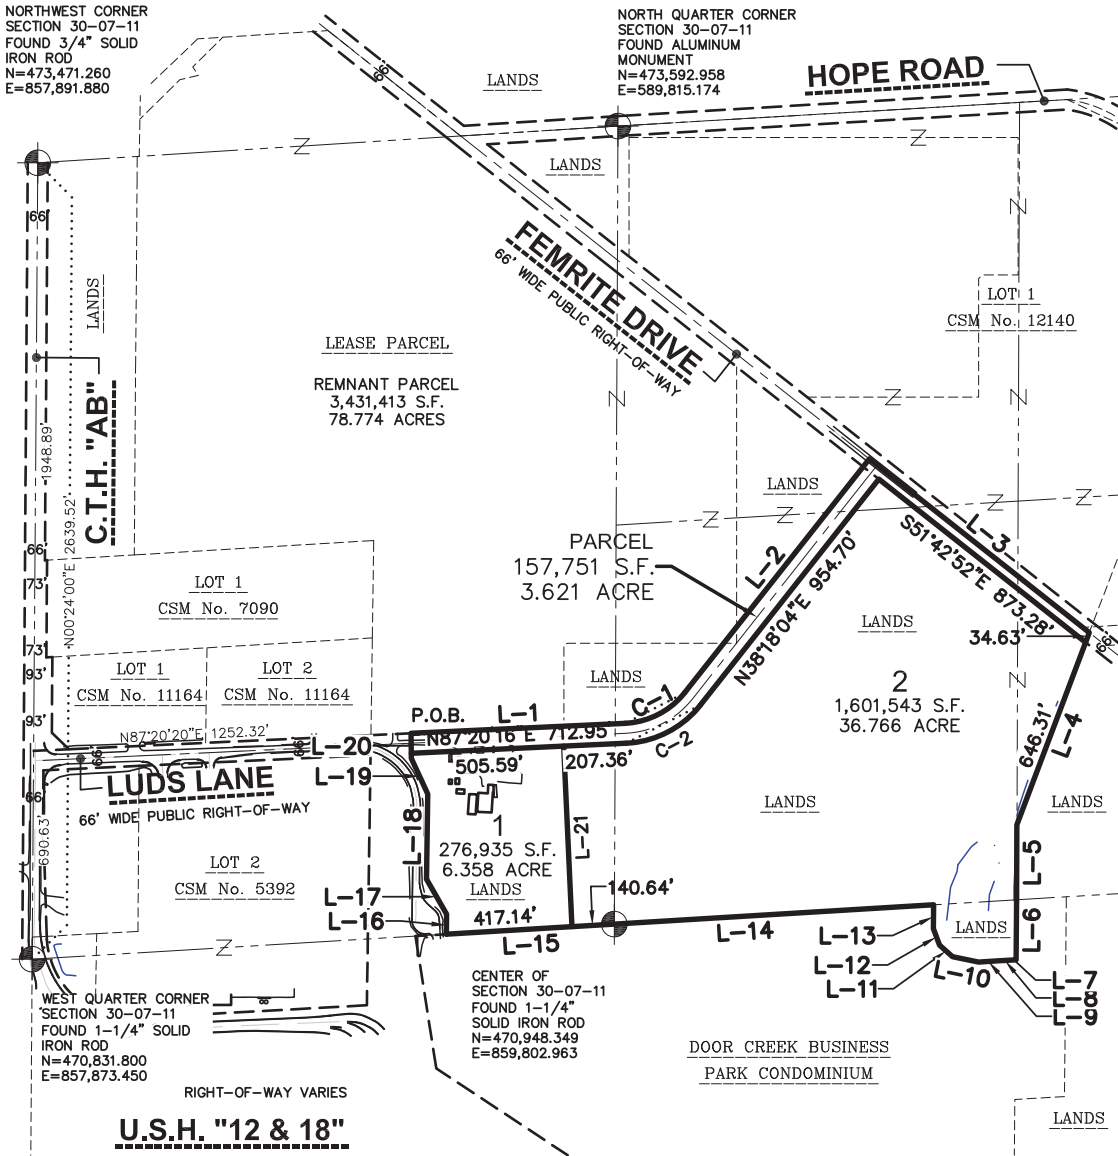 NORTHWEST CORNER
SECTION 30-07-11
FOUND 3/4" SOLID
IRON ROD
N=473,471.260
E=857,891.880
NORTH QUARTER CORNER
SECTION 30-07-11
FOUND ALUMINUM
MONUMENT
N=473,592.958
E=589,815.174
HOPE ROAD
66'
LANDS
LANDS
66'
LANDS
FEMRITE DRIVE
66' WIDE PUBLIC RIGHT-OF-WAY
LOT 1
CSM No. 12140
LEASE PARCEL
REMNANT PARCEL
3,431,413 S.F.
78.774 ACRES
C.T.H. "AB"
1948.89'
N00°24'00"E 2639.52'
LANDS
L-3
S51°42'52"E 873.28'
PARCEL
157,751 S.F.
3.621 ACRE
L-2
N38°18'04"E 954.70'
66'
73'
LOT 1
CSM No. 7090
LANDS
34.63'
66'
73'
93'
LOT 1
CSM No. 11164
LOT 2
CSM No. 11164
LANDS
2
1,601,543 S.F.
36.766 ACRE
93'
P.O.B.
L-1
C-1
C-2
N87°20'20"E 1252.32'
66'
66'
L-20
N87°20'16"E 712.95
646.31'
L-4
L-19
505.59'
207.36'
LUDS LANE
66' WIDE PUBLIC RIGHT-OF-WAY
66'
690.63'
L-18
1
276,935 S.F.
6.358 ACRE
LANDS
L-21
LANDS
LANDS
L-5
LOT 2
CSM No. 5392
L-17
L-16
417.14'
140.64'
L-15
L-14
L-13
L-12
L-11
L-10
LANDS
L-6
L-7
L-8
L-9
WEST QUARTER CORNER
SECTION 30-07-11
FOUND 1-1/4" SOLID
IRON ROD
N=470,831.800
E=857,873.450
CENTER OF
SECTION 30-07-11
FOUND 1-1/4"
SOLID IRON ROD
N=470,948.349
E=859,802.963
DOOR CREEK BUSINESS
PARK CONDOMINIUM
RIGHT-OF-WAY VARIES
U.S.H. "12 & 18"
LANDS